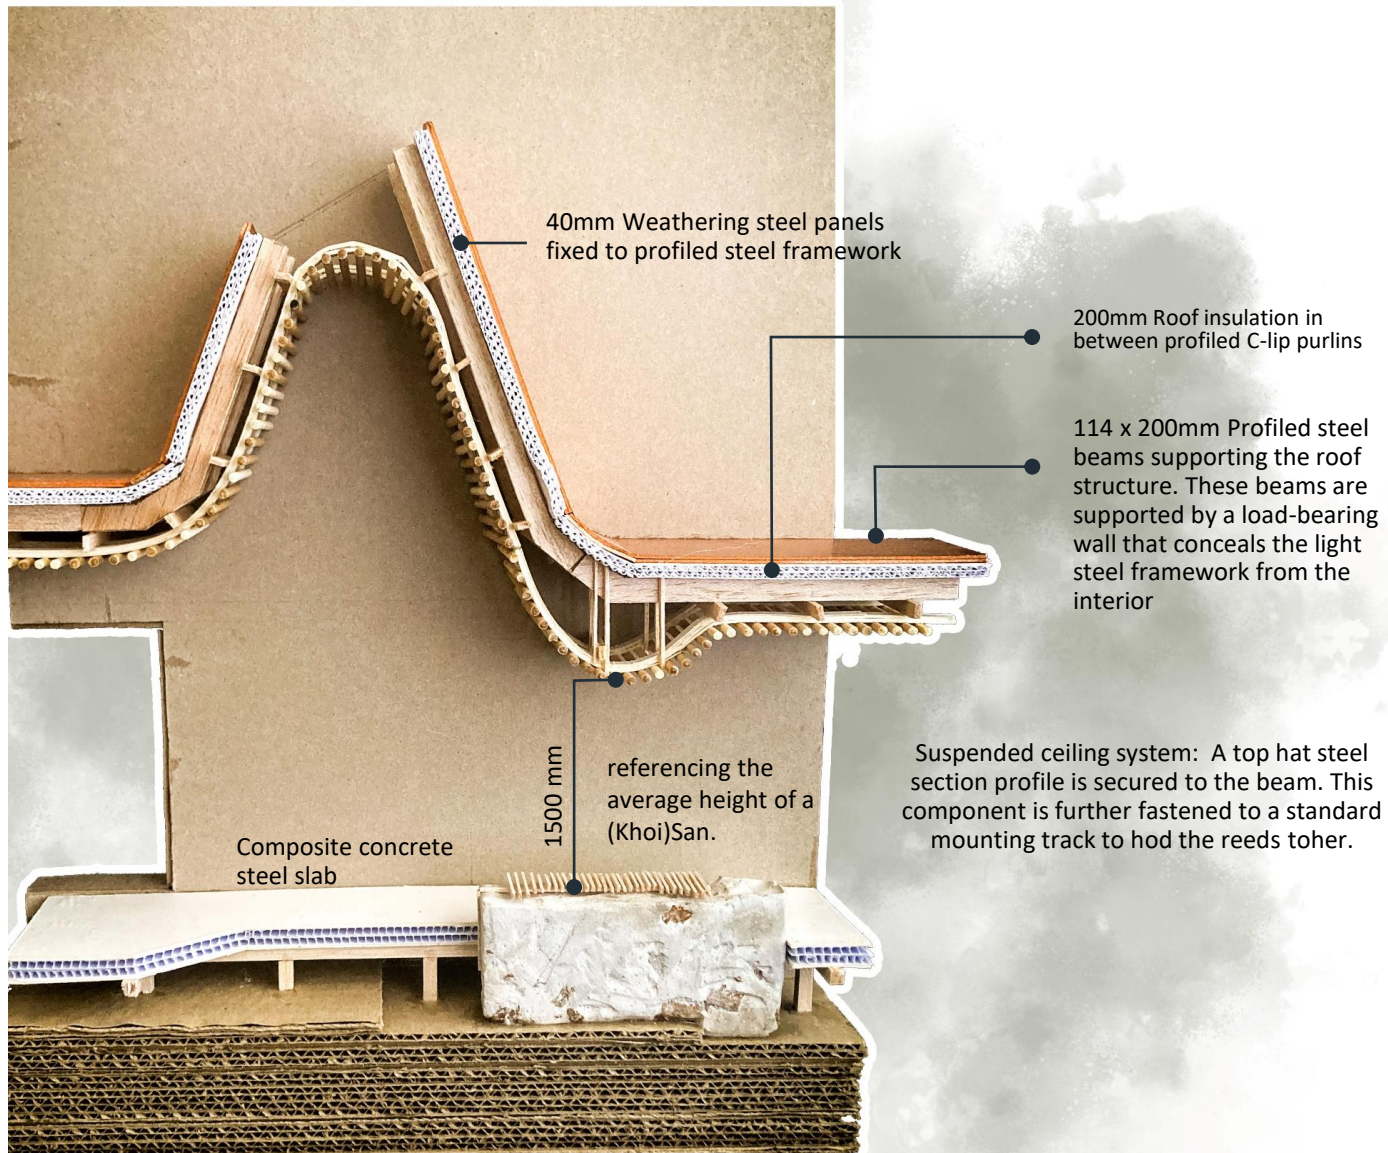 40mm Weathering steel panels
fixed to profiled steel framework
200mm Roof insulation in
between profiled C-lip purlins
114 x 200mm Profiled steel
beams supporting the roof
structure. These beams are
supported by a load-bearing
wall that conceals the light
steel framework from the
interior
Suspended ceiling system:  A top hat steel
section profile is secured to the beam. This
component is further fastened to a standard
mounting track to hod the reeds toher.
1500 mm
referencing the
average height of a
(Khoi)San.
Composite concrete
steel slab